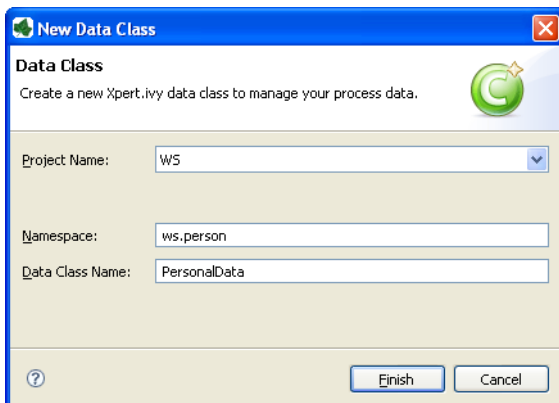 New Data Class
Data Class
Create a new Xpert.ivy data class to manage your process data.
Project Name: WS
Namespace: ws.person
Data Class Name: PersonalData
Finish Cancel